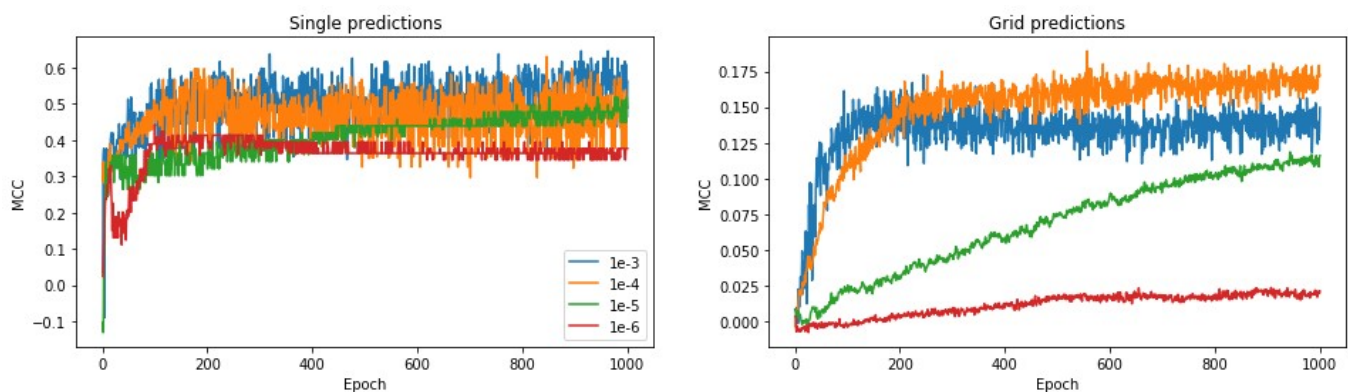 Single predictions
MCC
0.6
0.5
0.4
0.3
0.2
0.1
0.0
−0.1
0 200 400 600 800 1000
Epoch
1e-3
1e-4
1e-5
1e-6
Grid predictions
MCC
0.175
0.150
0.125
0.100
0.075
0.050
0.025
0.000
0 200 400 600 800 1000
Epoch